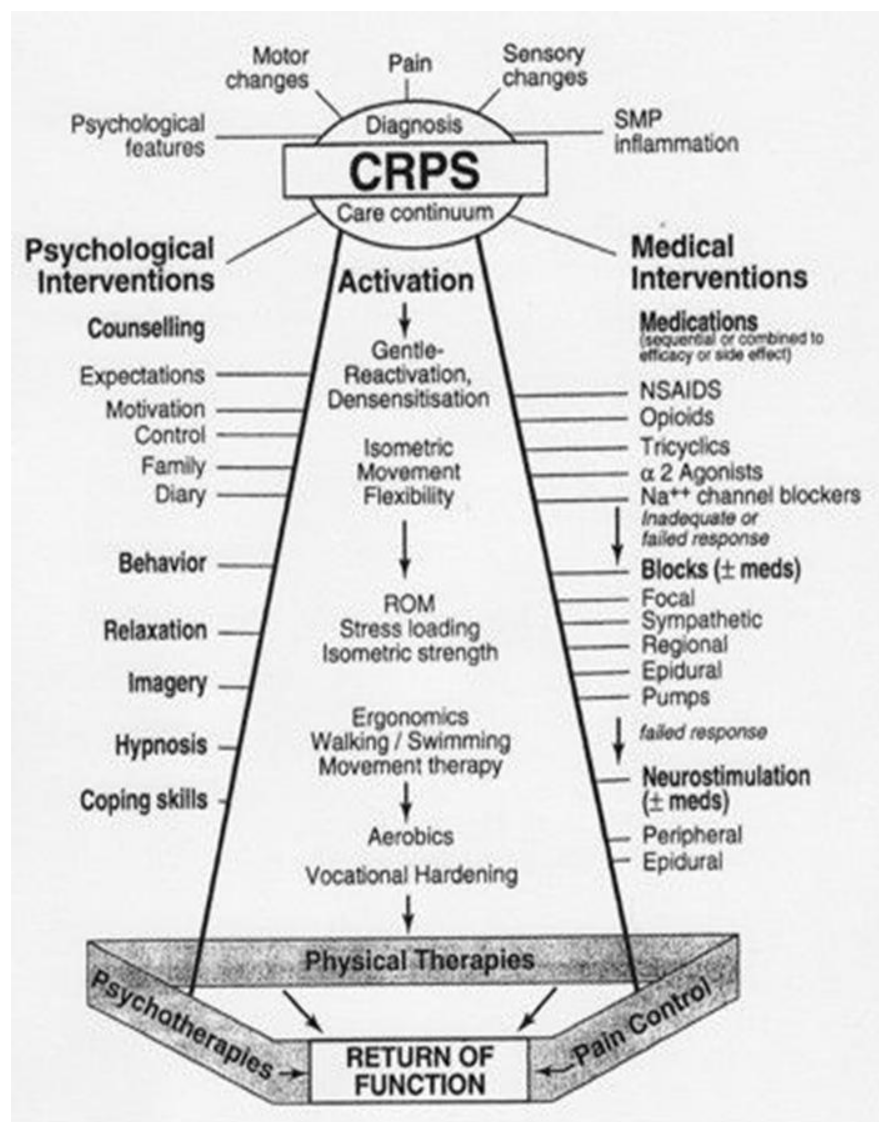 Motor
changes
Pain
Sensory
changes
Psychological
features
Diagnosis
SMP
inflammation
CRPS
Care continuum
Psychological
Interventions
Counselling
Expectations
Motivation
Control
Family
Diary
Behavior
Relaxation
Imagery
Hypnosis
Coping skills
Activation
Gentle-
Reactivation,
Densensitisation
Isometric
Movement
Flexibility
ROM
Stress loading
Isometric strength
Ergonomics
Walking / Swimming
Movement therapy
Aerobics
Vocational Hardening
Medical
Interventions
Medications
(sequential or combined to
efficacy or side effect)
NSAIDS
Opioids
Tricyclics
α 2 Agonists
Na⁺⁺ channel blockers
Inadequate or
failed response
Blocks (± meds)
Focal
Sympathetic
Regional
Epidural
Pumps
failed response
Neurostimulation
(± meds)
Peripheral
Epidural
Physical Therapies
Psychotherapies
Pain Control
RETURN OF
FUNCTION